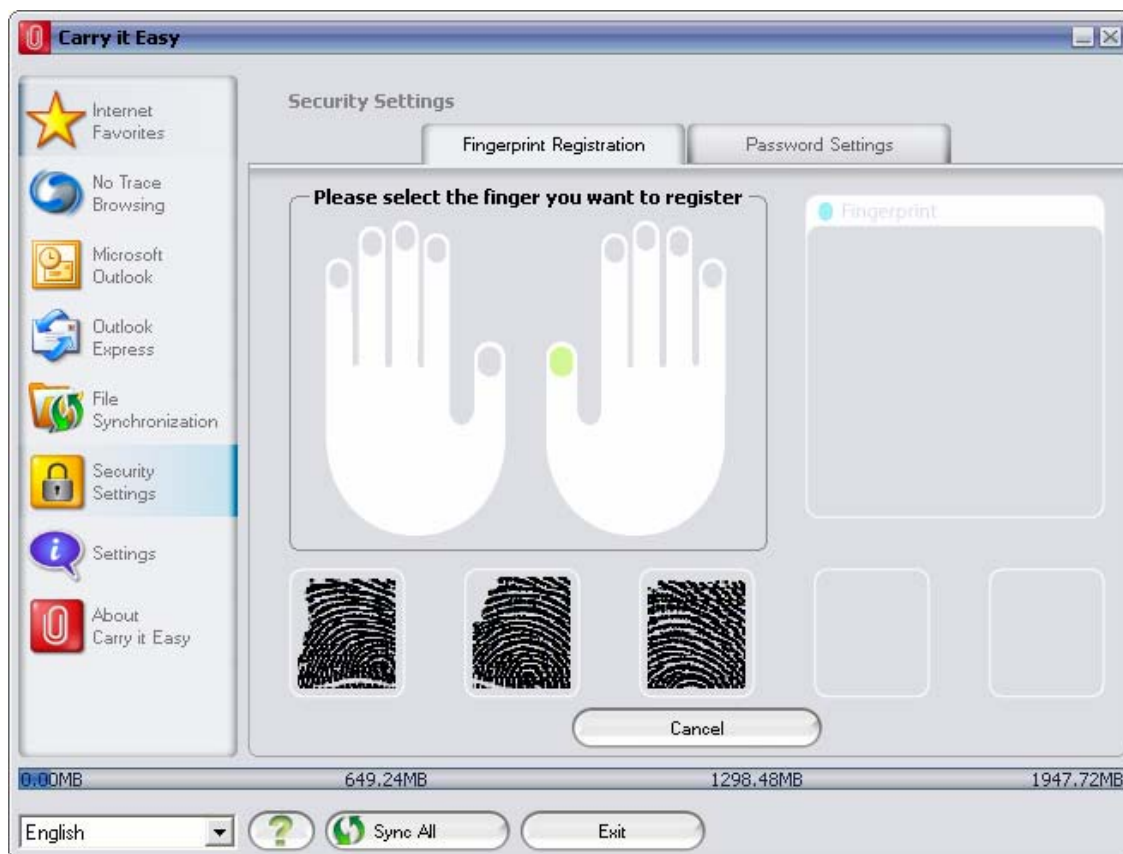 Carry it Easy
Internet
Favorites
No Trace
Browsing
Microsoft
Outlook
Outlook
Express
File
Synchronization
Security
Settings
Settings
About
Carry it Easy
Security Settings
Fingerprint Registration
Password Settings
Please select the finger you want to register
Fingerprint
Cancel
0.00MB
649.24MB
1298.48MB
1947.72MB
English
Sync All
Exit